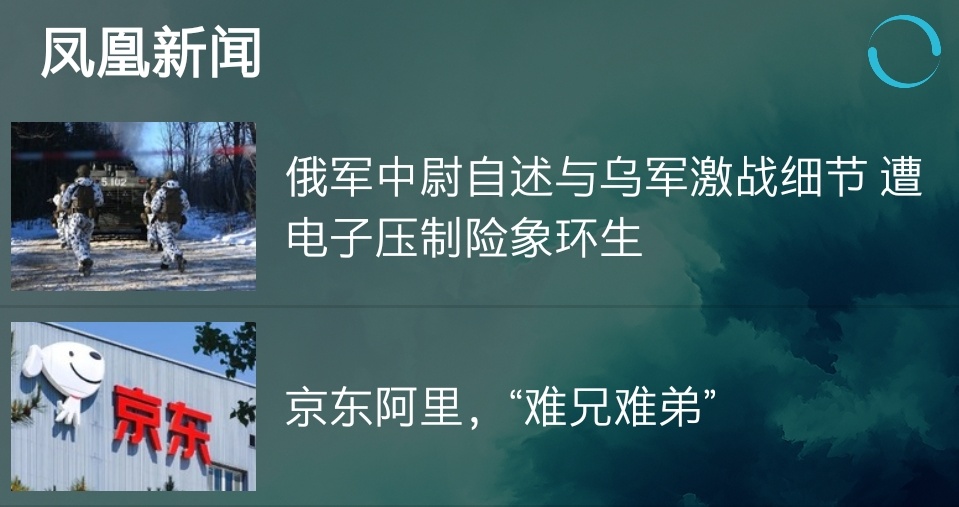 凤凰新闻
5102
俄军中尉自述与乌军激战细节 遭
电子压制险象环生
京东
京东阿里，“难兄难弟”